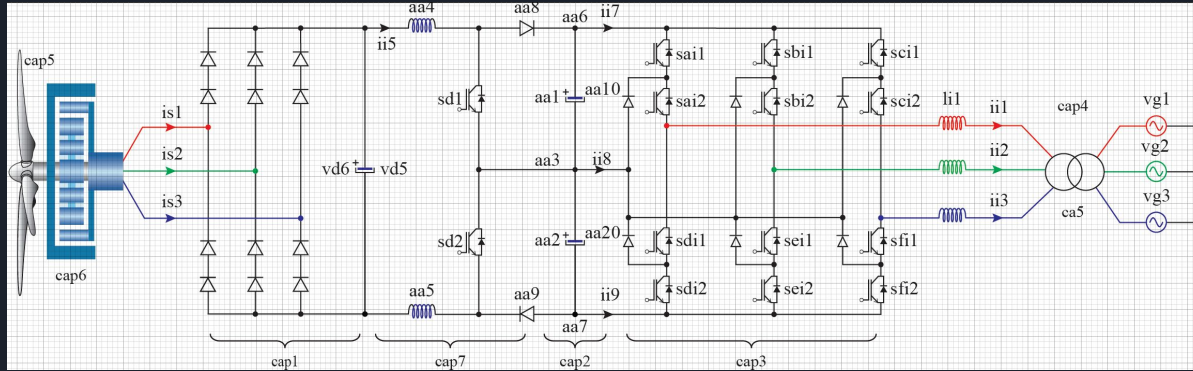 aa4
aa8
aa6
ii7
cap5
ii5
sai1
sbi1
sci1
sd1
aa1
+
aa10
sai2
sbi2
sci2
li1
ii1
cap4
vg1
is1
is2
vd6
+
vd5
aa3
ii8
ii2
vg2
is3
ii3
ca5
vg3
sd2
aa2
+
aa20
sdi1
sei1
sfi1
cap6
aa5
aa9
ii9
sdi2
sei2
sfi2
aa7
cap1
cap7
cap2
cap3